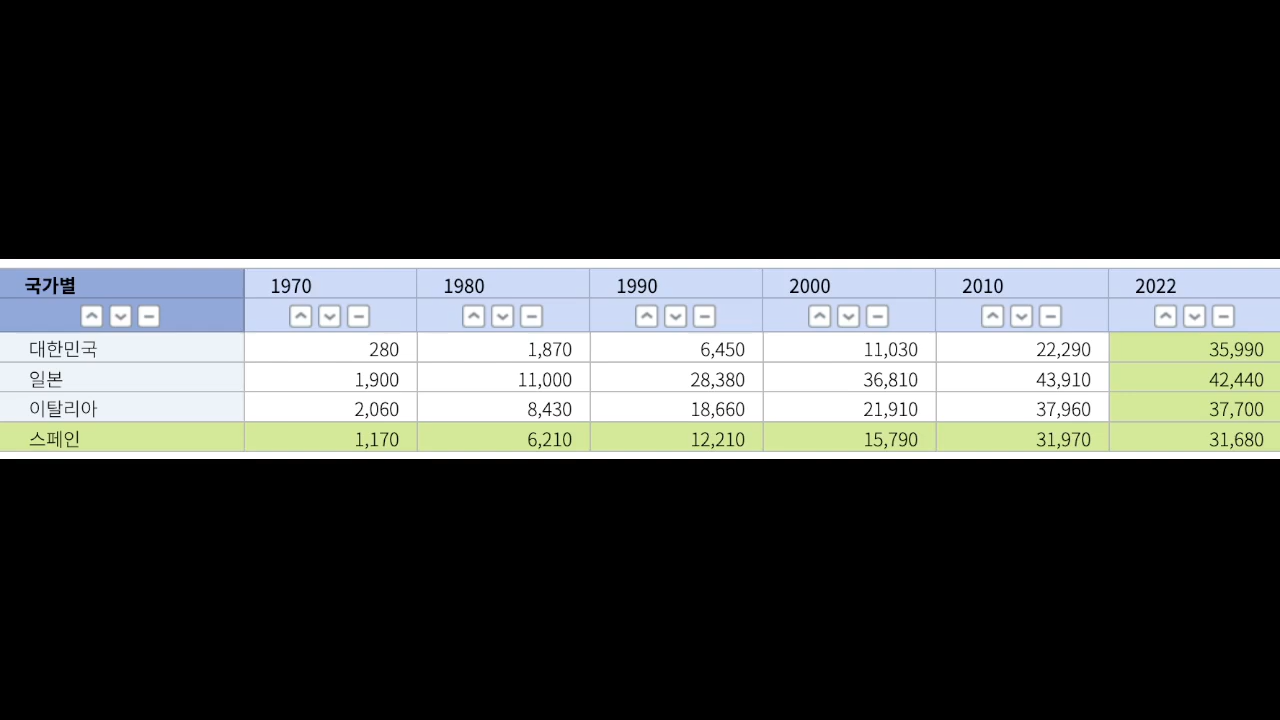 국가별 1970 1980 1990 2000 2010 2022
대한민국 280 1,870 6,450 11,030 22,290 35,990
일본 1,900 11,000 28,380 36,810 43,910 42,440
이탈리아 2,060 8,430 18,660 21,910 37,960 37,700
스페인 1,170 6,210 12,210 15,790 31,970 31,680